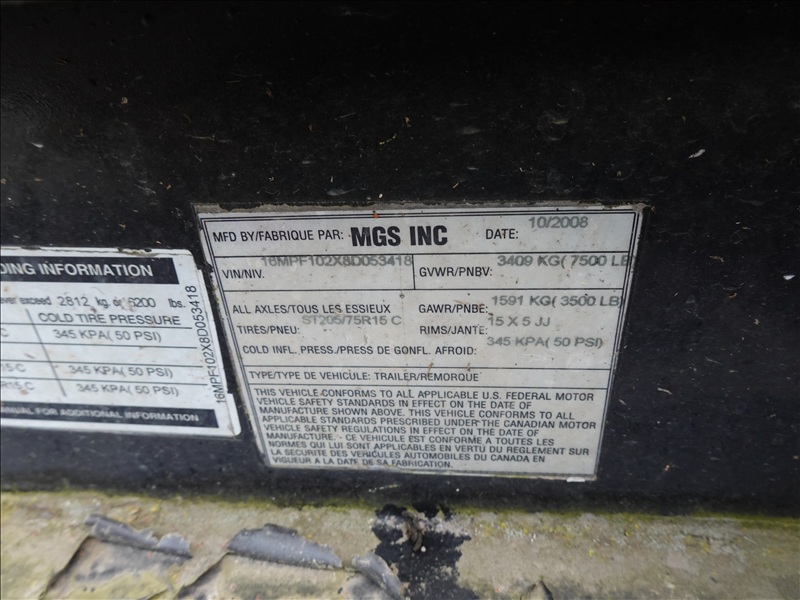 DING INFORMATION
ever exceed 2812 kg or 6200 lbs.
COLD TIRE PRESSURE
C 345 KPA( 50 PSI)
15 C 345 KPA( 50 PSI)
R15 C 345 KPA( 50 PSI)
MANUAL FOR ADDITIONAL INFORMATION
16MPF102X8D053418
MFD BY/FABRIQUE PAR: MGS INC DATE: 10/2008
VIN/NIV. 16MPF102X8D053418 GVWR/PNBV: 3409 KG( 7500 LB
ALL AXLES/TOUS LES ESSIEUX GAWR/PNBE: 1591 KG( 3500 LB)
TIRES/PNEU: ST205/75R15 C RIMS/JANTE: 15 X 5 JJ
COLD INFL. PRESS./PRESS DE GONFL. AFROID: 345 KPA( 50 PSI)
TYPE/TYPE DE VÉHICULE: TRAILER/REMORQUE
THIS VEHICLE CONFORMS TO ALL APPLICABLE U.S. FEDERAL MOTOR
VEHICLE SAFETY STANDARDS IN EFFECT ON THE DATE OF
MANUFACTURE SHOWN ABOVE. THIS VEHICLE CONFORMS TO ALL
APPLICABLE STANDARDS PRESCRIBED UNDER THE CANADIAN MOTOR
VEHICLE SAFETY REGULATIONS IN EFFECT ON THE DATE OF
MANUFACTURE. - CE VEHICULE EST CONFORME A TOUTES LES
NORMES QUI LUI SONT APPLICABLES EN VERTU DU REGLEMENT SUR
LA SECURITE DES VEHICULES AUTOMOBILES DU CANADA EN
VIGUEUR A LA DATE DE SA FABRICATION.